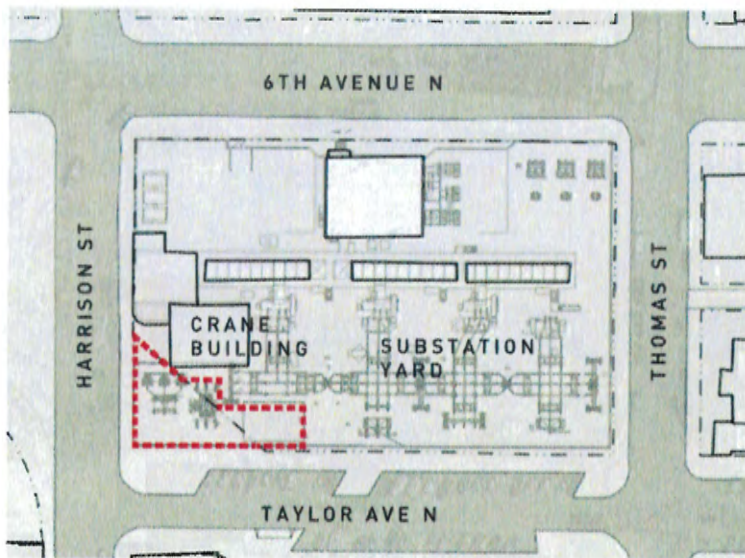 6TH AVENUE N
HARRISON ST
THOMAS ST
CRANE
BUILDING
SUBSTATION
YARD
TAYLOR AVE N